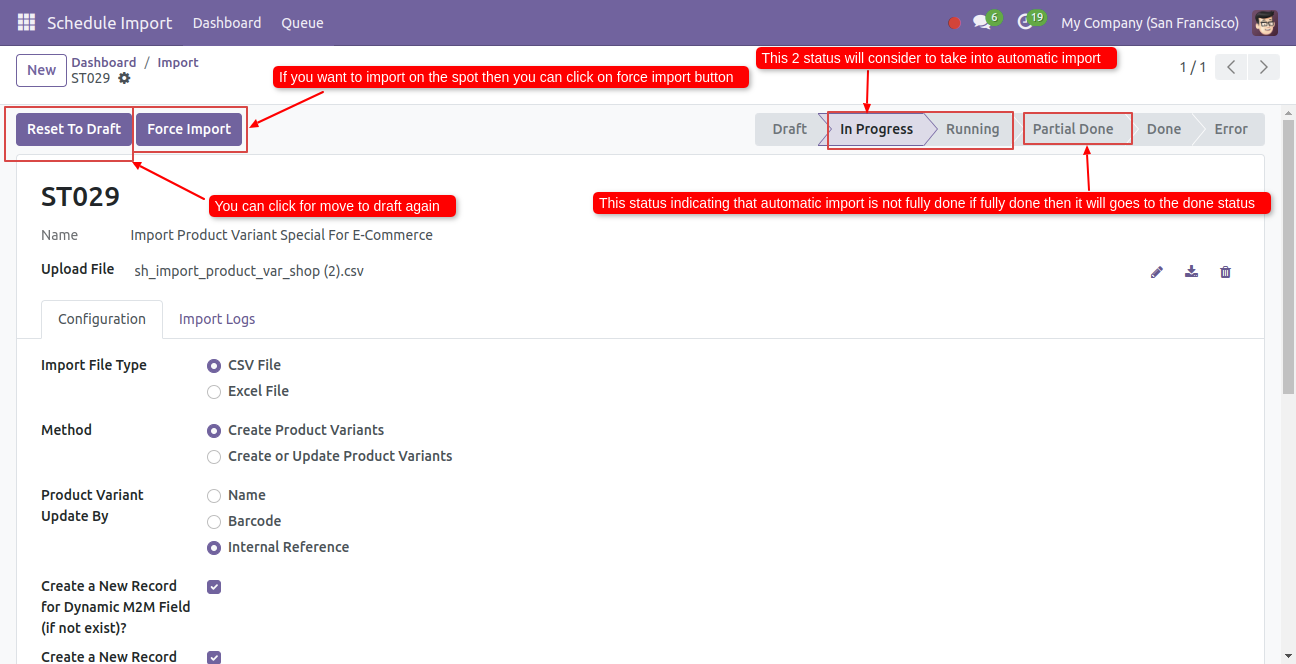 Schedule Import Dashboard Queue 6 19 My Company (San Francisco)
New Dashboard / Import
ST029
1 / 1
If you want to import on the spot then you can click on force import button
This 2 status will consider to take into automatic import
Reset To Draft Force Import Draft In Progress Running Partial Done Done Error
ST029
You can click for move to draft again
This status indicating that automatic import is not fully done if fully done then it will goes to the done status
Name Import Product Variant Special For E-Commerce
Upload File sh_import_product_var_shop (2).csv
Configuration Import Logs
Import File Type CSV File
Excel File
Method Create Product Variants
Create or Update Product Variants
Product Variant Name
Update By Barcode
Internal Reference
Create a New Record
for Dynamic M2M Field
(if not exist)?
Create a New Record